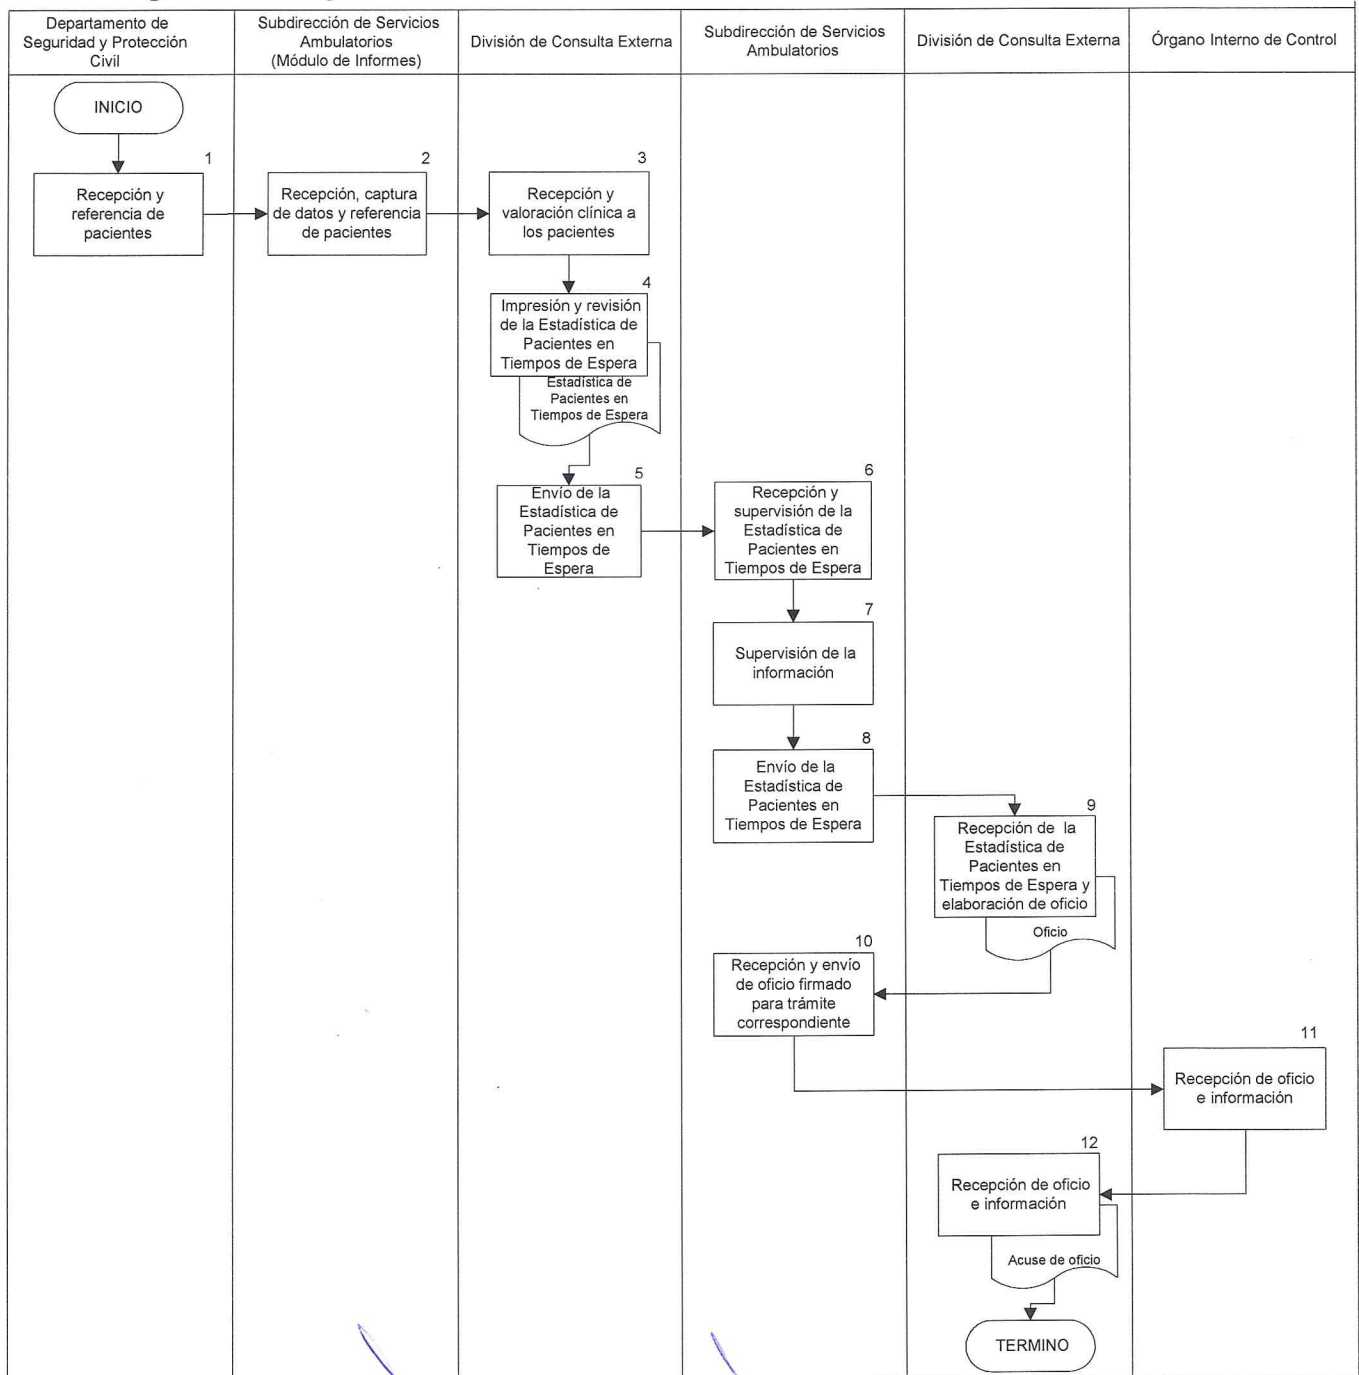 Departamento de
Seguridad y Protección
Civil
Subdirección de Servicios
Ambulatorios
(Módulo de Informes)
División de Consulta Externa
Subdirección de Servicios
Ambulatorios
División de Consulta Externa
Órgano Interno de Control
INICIO
1
Recepción y
referencia de
pacientes
2
Recepción, captura
de datos y referencia
de pacientes
3
Recepción y
valoración clínica a
los pacientes
4
Impresión y revisión
de la Estadística de
Pacientes en
Tiempos de Espera
Estadística de
Pacientes en
Tiempos de Espera
5
Envío de la
Estadística de
Pacientes en
Tiempos de
Espera
6
Recepción y
supervisión de la
Estadística de
Pacientes en
Tiempos de Espera
7
Supervisión de la
información
8
Envío de la
Estadística de
Pacientes en
Tiempos de Espera
9
Recepción de la
Estadística de
Pacientes en
Tiempos de Espera y
elaboración de oficio
Oficio
10
Recepción y envío
de oficio firmado
para trámite
correspondiente
11
Recepción de oficio
e información
12
Recepción de oficio
e información
Acuse de oficio
TERMINO